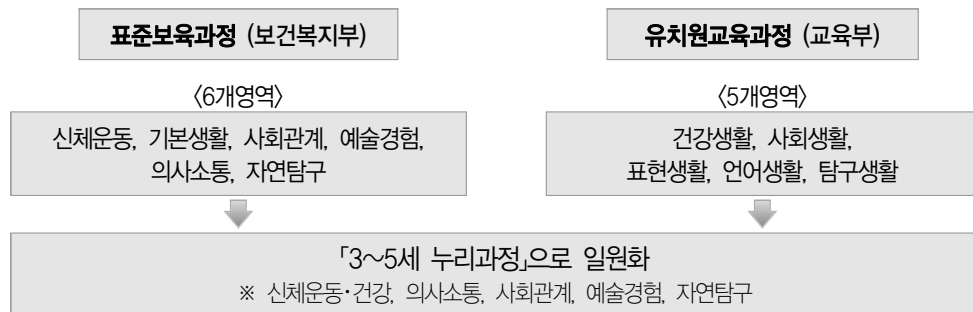 표준보육과정 (보건복지부)
유치원교육과정 (교육부)
〈6개영역〉
〈5개영역〉
신체운동, 기본생활, 사회관계, 예술경험,
의사소통, 자연탐구
건강생활, 사회생활,
표현생활, 언어생활, 탐구생활
「3～5세 누리과정」으로 일원화
※ 신체운동･건강, 의사소통, 사회관계, 예술경험, 자연탐구